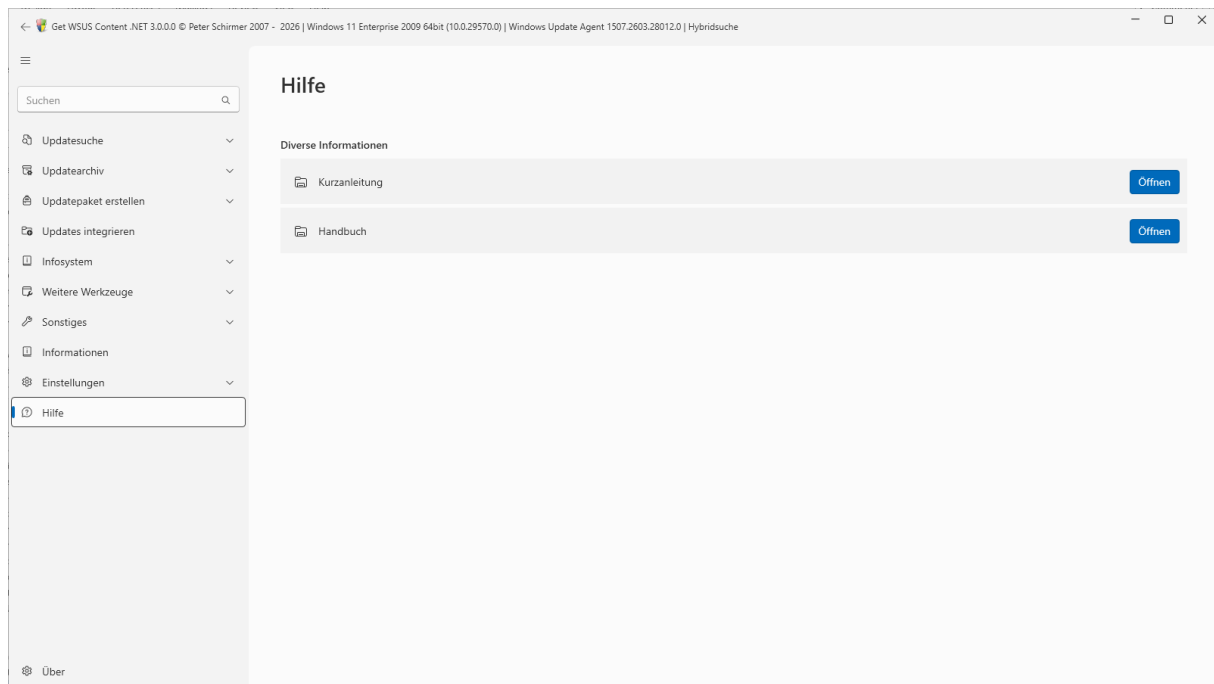 Get WSUS Content .NET 3.0.0.0 © Peter Schirmer 2007 - 2026 | Windows 11 Enterprise 2009 64bit (10.0.29570.0) | Windows Update Agent 1507.2603.28012.0 | Hybridsuche
Suchen
Updatesuche
Updatearchiv
Updatepaket erstellen
Updates integrieren
Infosystem
Weitere Werkzeuge
Sonstiges
Informationen
Einstellungen
Hilfe
Über
Hilfe
Diverse Informationen
Kurzanleitung
Öffnen
Handbuch
Öffnen